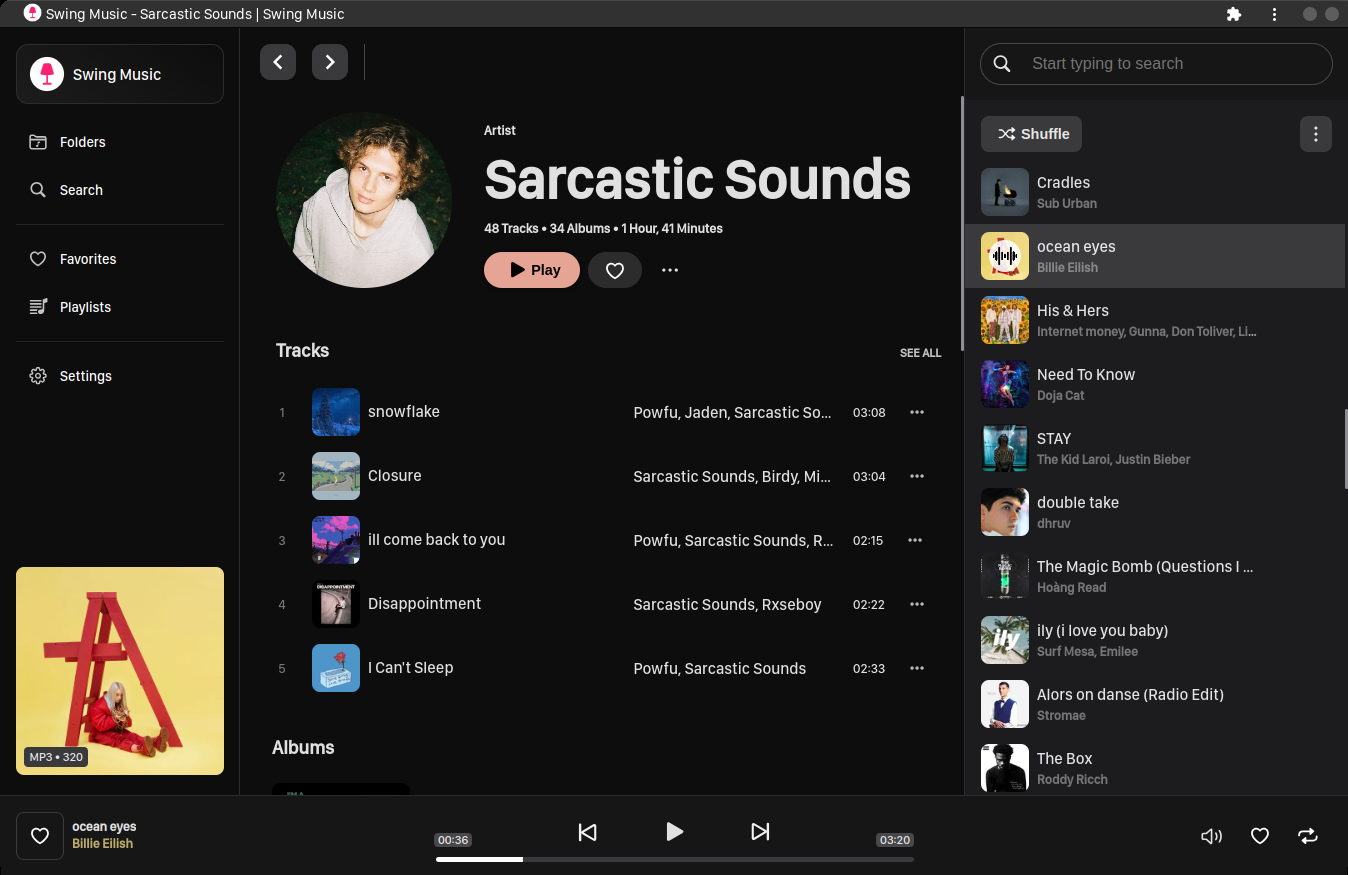 Swing Music - Sarcastic Sounds | Swing Music
Swing Music
Folders
Search
Favorites
Playlists
Settings
MP3 • 320
Artist
Sarcastic Sounds
48 Tracks • 34 Albums • 1 Hour, 41 Minutes
Play
Tracks
SEE ALL
1 snowflake Powfu, Jaden, Sarcastic So... 03:08
2 Closure Sarcastic Sounds, Birdy, Mi... 03:04
3 ill come back to you Powfu, Sarcastic Sounds, R... 02:15
DISAPPOINTMENT
4 Disappointment Sarcastic Sounds, Rxseboy 02:22
5 I Can't Sleep Powfu, Sarcastic Sounds 02:33
Albums
Start typing to search
Shuffle
Cradles
Sub Urban
ocean eyes
Billie Eilish
His & Hers
Internet money, Gunna, Don Toliver, Li...
Need To Know
Doja Cat
STAY
The Kid Laroi, Justin Bieber
double take
dhruv
The Magic Bomb (Questions I ...
Hoàng Read
ily
ily (i love you baby)
Surf Mesa, Emilee
Alors on danse (Radio Edit)
Stromae
The Box
Roddy Ricch
ocean eyes
Billie Eilish
00:36
03:20